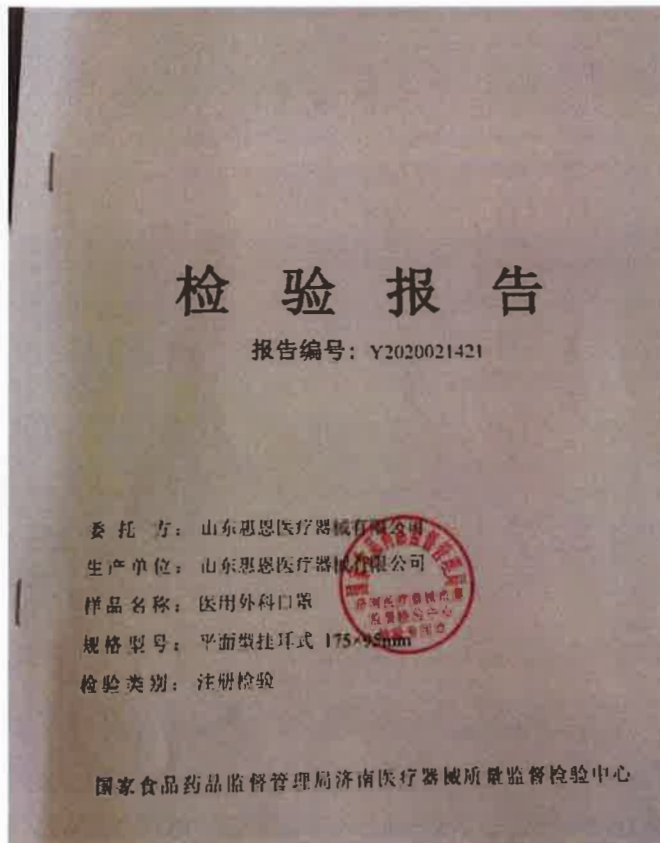 检验报告
报告编号：Y2020021421
委托方：山东惠恩医疗器械有限公司
生产单位：山东惠恩医疗器械有限公司
样品名称：医用外科口罩
规格型号：平面型挂耳式 175×95mm
检验类别：注册检验
国家食品药品监督管理局济南医疗器械质量监督检验中心